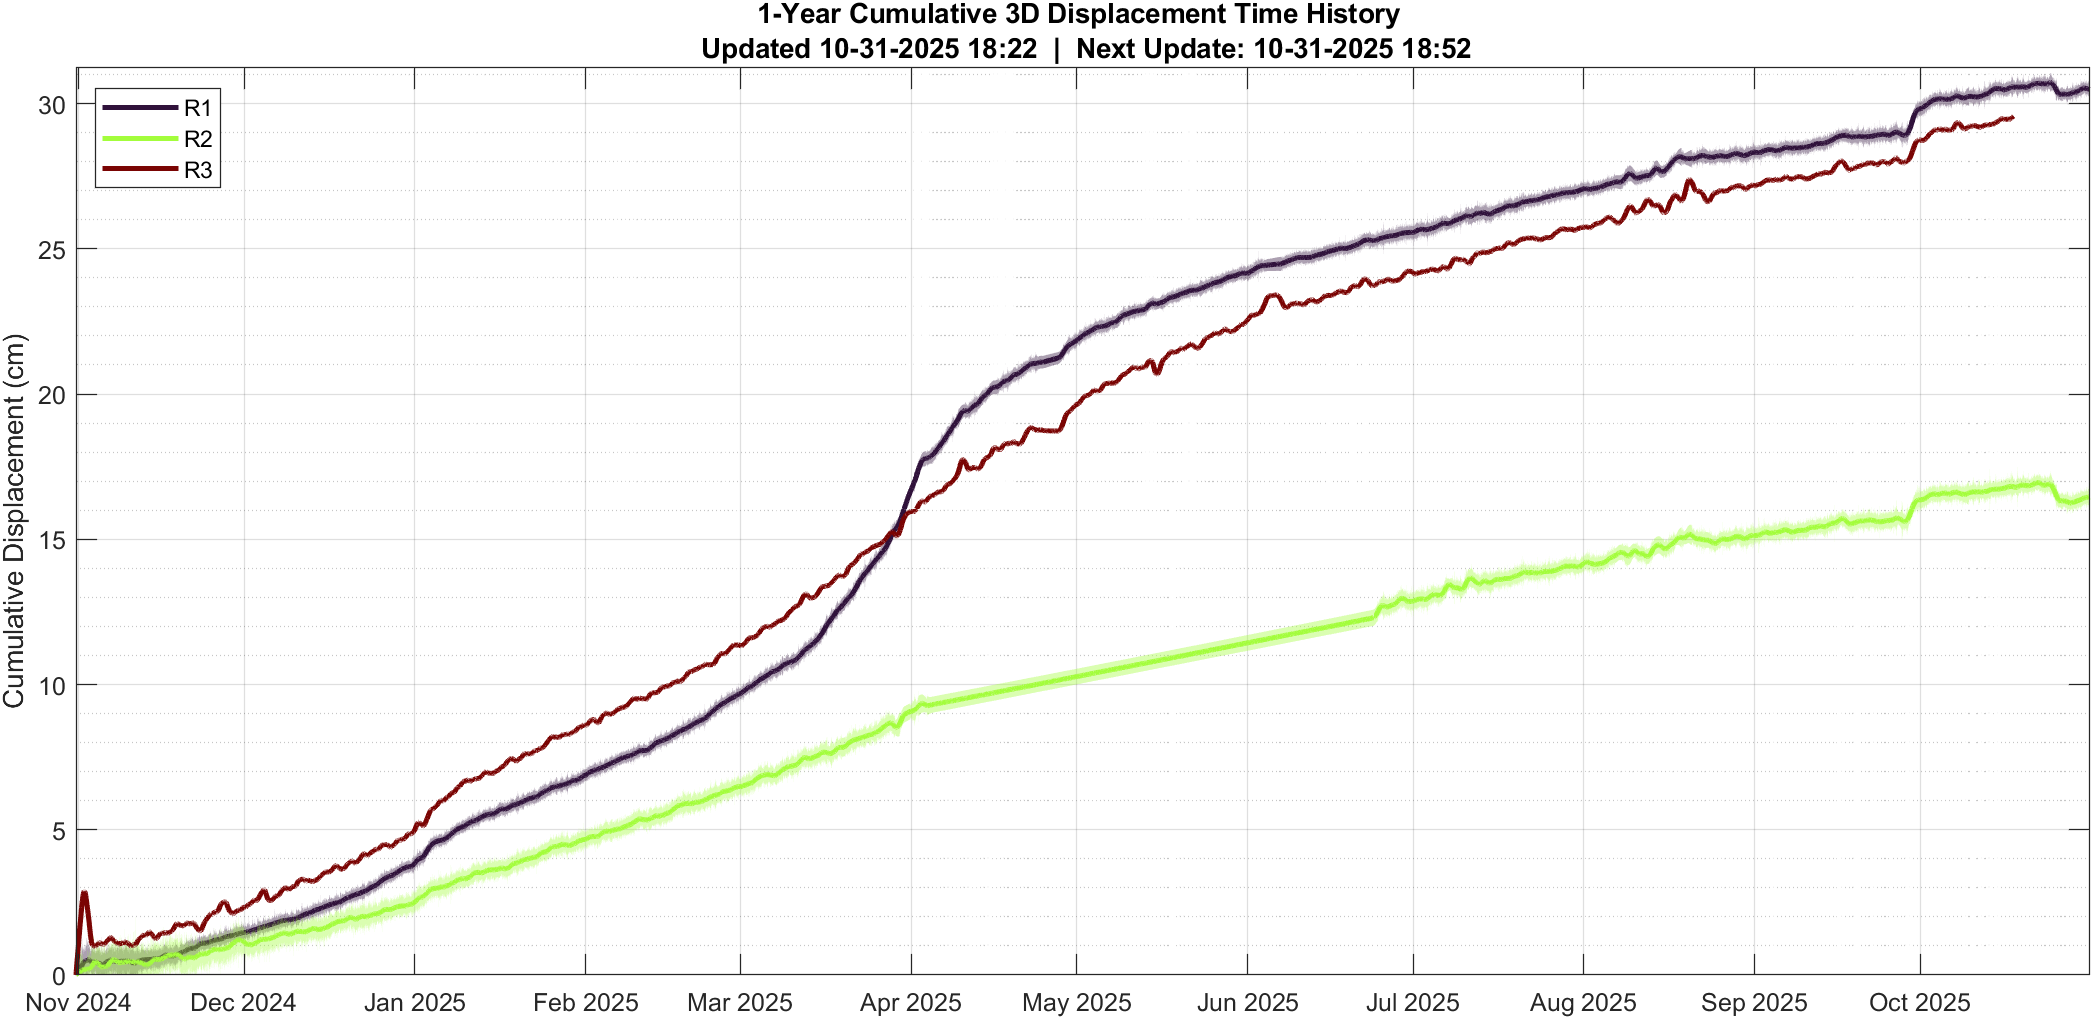 1-Year Cumulative 3D Displacement Time History
Updated 10-31-2025 18:22 | Next Update: 10-31-2025 18:52
R1
R2
R3
Cumulative Displacement (cm)
30
25
20
15
10
5
0
Nov 2024 Dec 2024 Jan 2025 Feb 2025 Mar 2025 Apr 2025 May 2025 Jun 2025 Jul 2025 Aug 2025 Sep 2025 Oct 2025